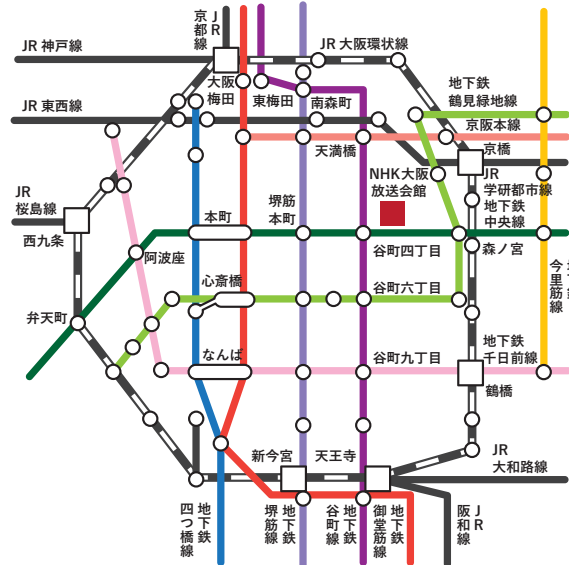 JR
京都線
JR 神戸線
JR 大阪環状線
大阪
梅田
東梅田
南森町
地下鉄
鶴見緑地線
JR 東西線
京阪本線
天満橋
京橋
NHK大阪
放送会館
JR
学研都市線
地下鉄
中央線
JR
桜島線
西九条
本町
堺筋
本町
谷町四丁目
森ノ宮
阿波座
心斎橋
谷町六丁目
今里筋線
弁天町
なんば
谷町九丁目
地下鉄
千日前線
鶴橋
新今宮
天王寺
JR
大和路線
地下鉄
四つ橋線
地下鉄
堺筋線
地下鉄
谷町線
地下鉄
御堂筋線
JR
阪和線